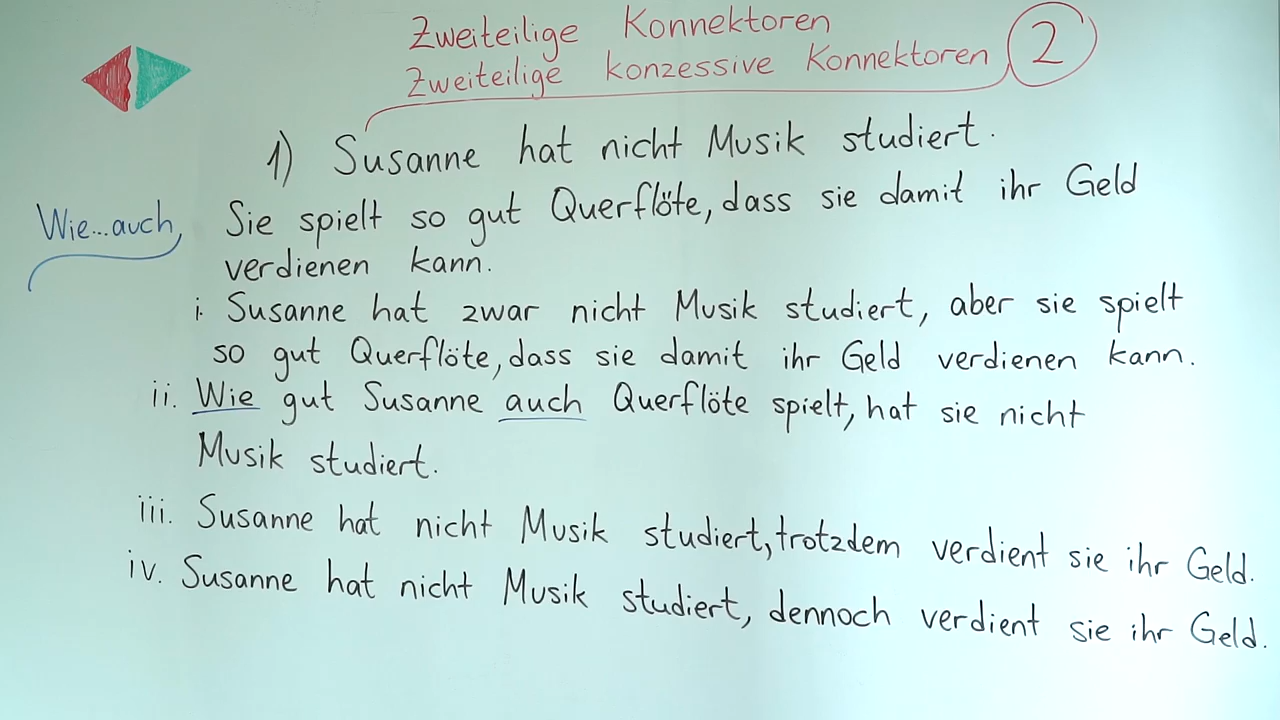 Zweiteilige Konnektoren
Zweiteilige konzessive Konnektoren 2
1) Susanne hat nicht Musik studiert.
Wie...auch, Sie spielt so gut Querflöte, dass sie damit ihr Geld
verdienen kann.
i. Susanne hat zwar nicht Musik studiert, aber sie spielt
so gut Querflöte, dass sie damit ihr Geld verdienen kann.
ii. Wie gut Susanne auch Querflöte spielt, hat sie nicht
Musik studiert.
iii. Susanne hat nicht Musik studiert, trotzdem verdient sie ihr Geld.
iv. Susanne hat nicht Musik studiert, dennoch verdient sie ihr Geld.